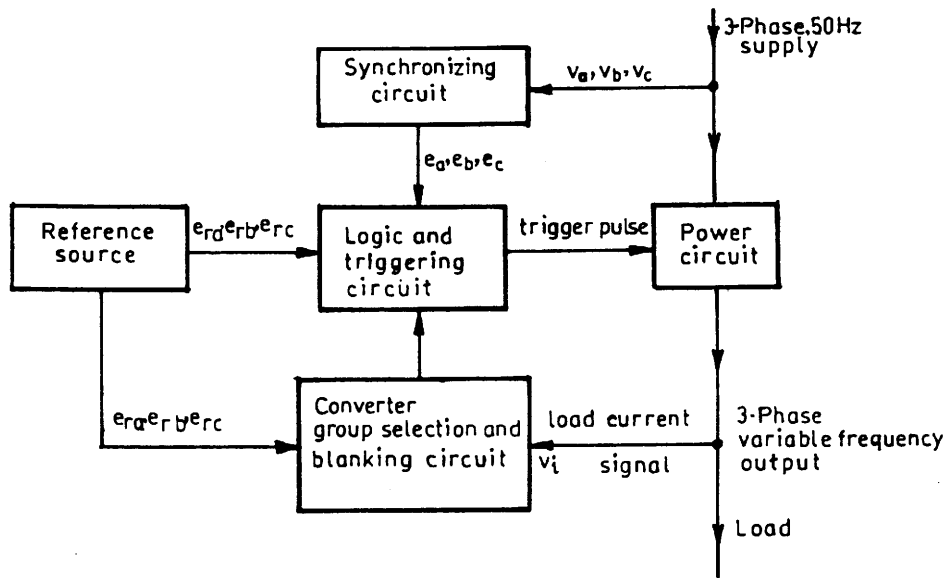 3-Phase,50Hz
supply
Synchronizing
circuit
va,vb,vc
ea,eb,ec
Reference
source
era,erb,erc
Logic and
triggering
circuit
trigger pulse
Power
circuit
era,erb,erc
Converter
group selection and
blanking circuit
load current
vi signal
3-Phase
variable frequency
output
Load